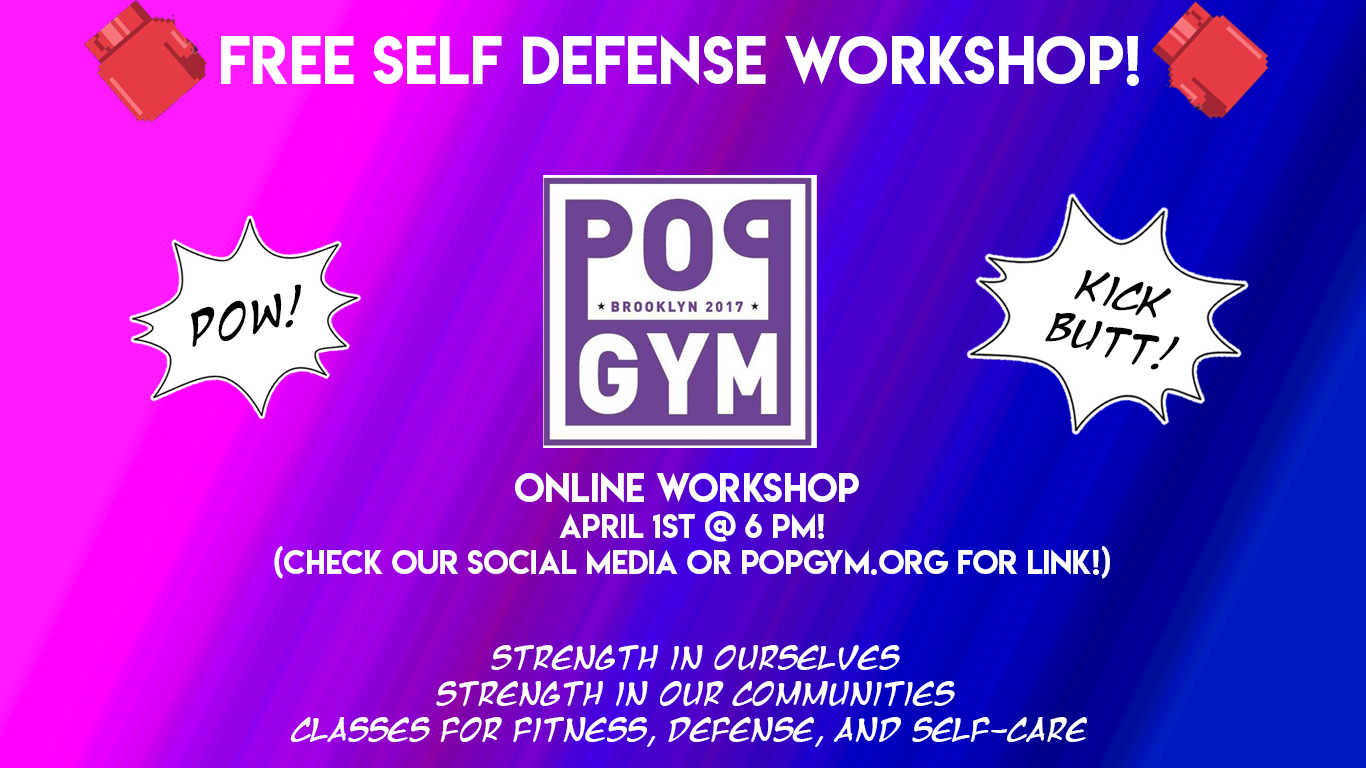 FREE SELF DEFENSE WORKSHOP!
POW!
POP
★ BROOKLYN 2017 ★
GYM
KICK
BUTT!
ONLINE WORKSHOP
APRIL 1ST @ 6 PM!
(CHECK OUR SOCIAL MEDIA OR POPGYM.ORG FOR LINK!)
STRENGTH IN OURSELVES
STRENGTH IN OUR COMMUNITIES
CLASSES FOR FITNESS, DEFENSE, AND SELF-CARE